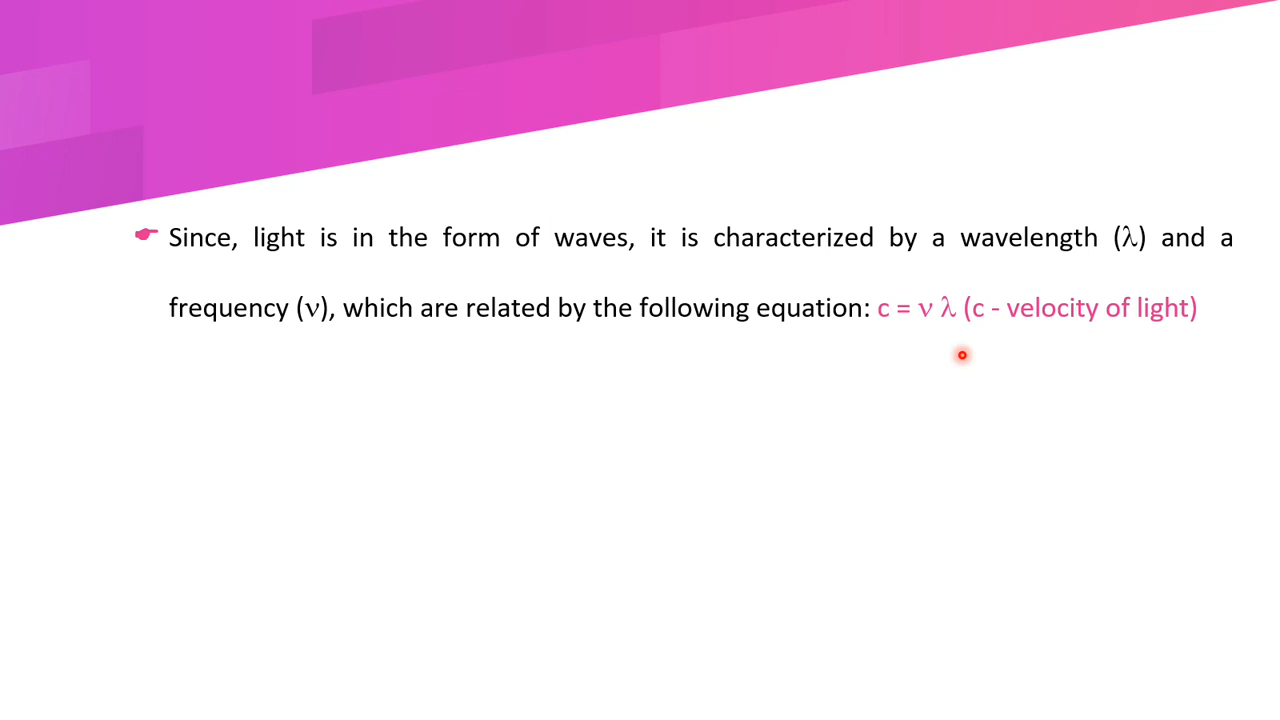 Since, light is in the form of waves, it is characterized by a wavelength (λ) and a
frequency (ν), which are related by the following equation: c = ν λ (c - velocity of light)